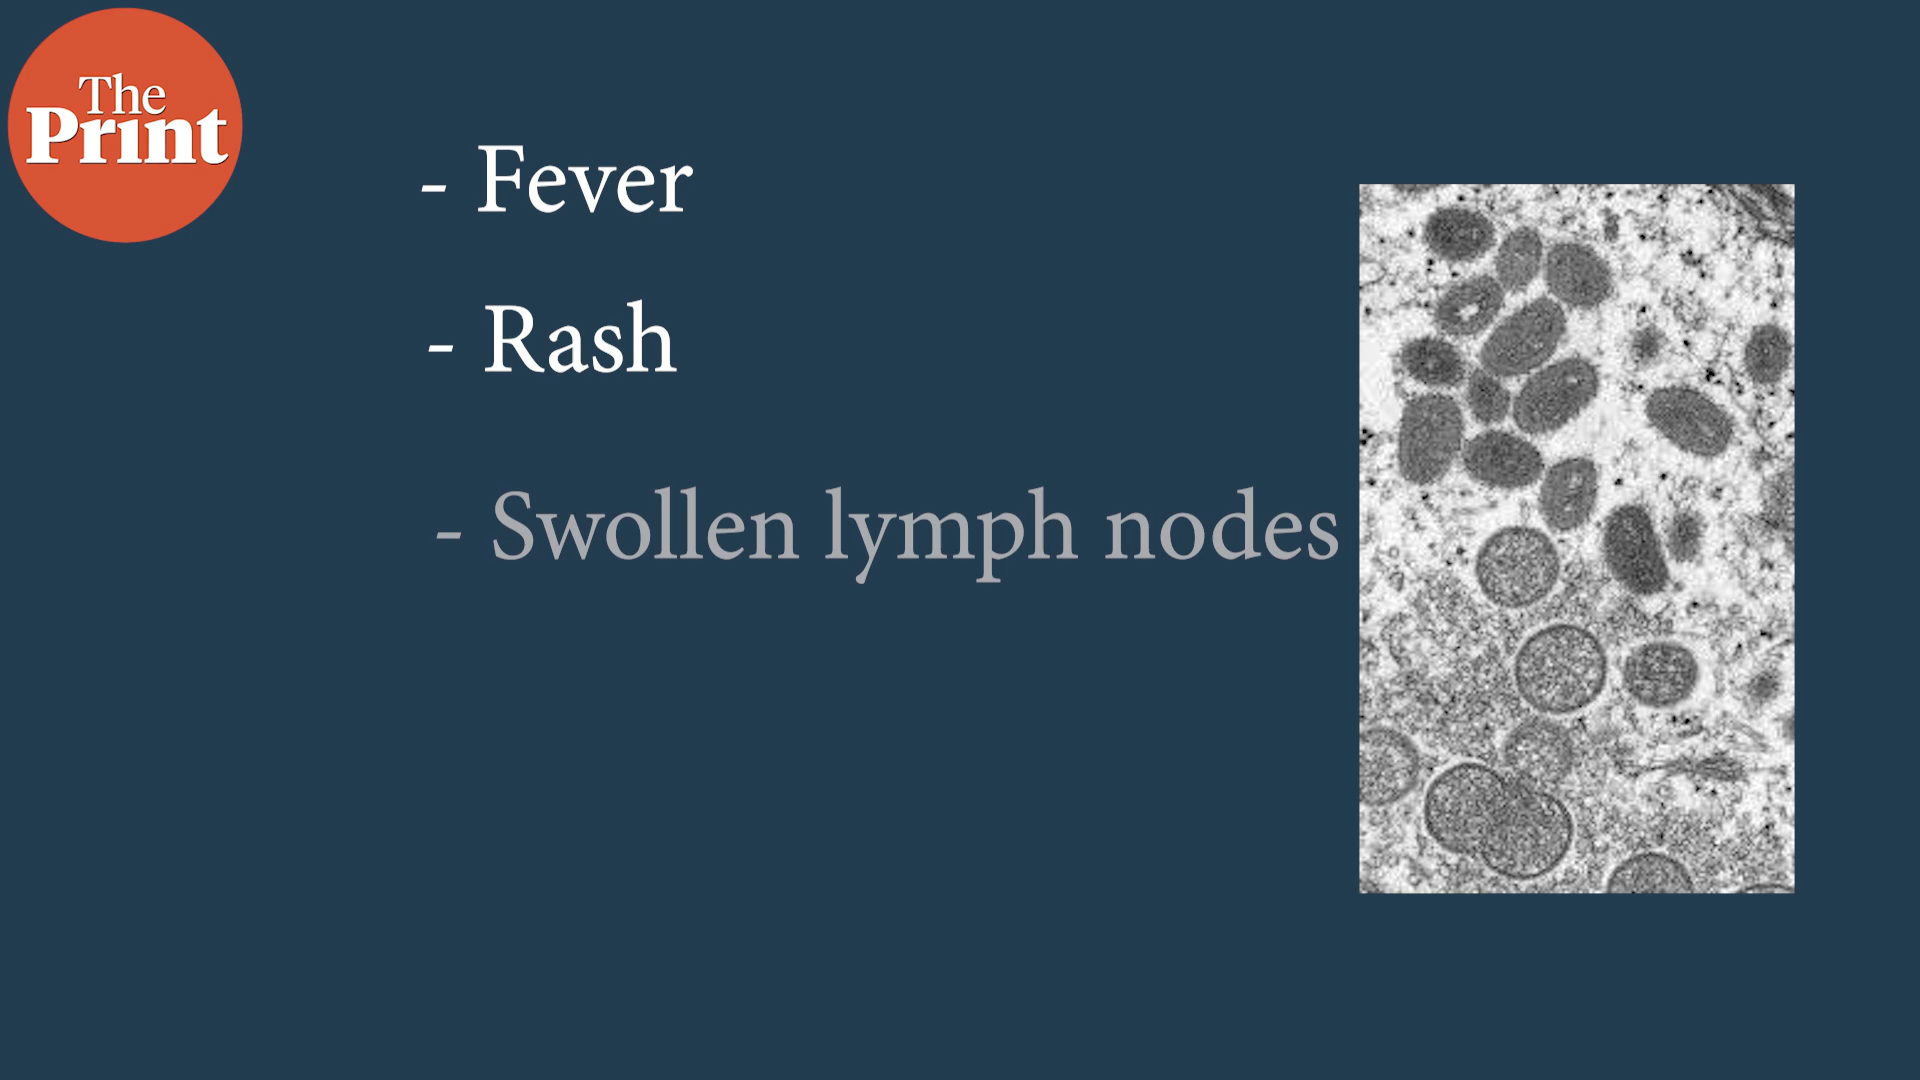 The
Print
- Fever
- Rash
- Swollen lymph nodes